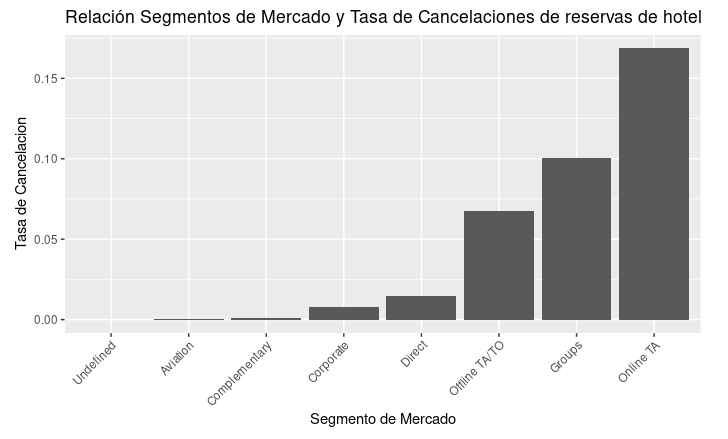 Relación Segmentos de Mercado y Tasa de Cancelaciones de reservas de hotel
Tasa de Cancelacion
0.15
0.10
0.05
0.00
Undefined
Aviation
Complementary
Corporate
Direct
Offline TA/TO
Groups
Online TA
Segmento de Mercado